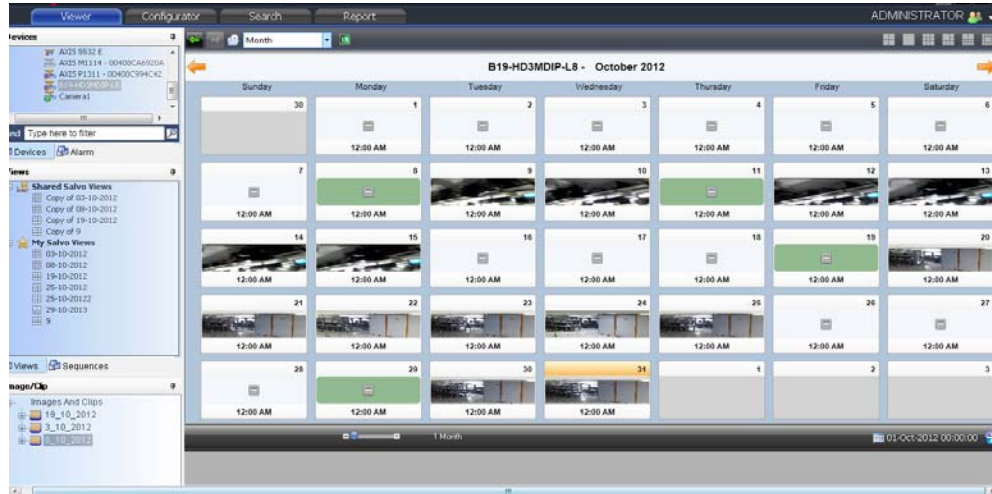 Viewer Configurator Search Report ADMINISTRATOR
evices
AXIS 5532 E
AXIS M1114 - 00408CA6920A
AXIS P1311 - 00408C994C42
B19-HD3MDIP-L8
Camera1
nd Type here to filter
Devices Alarm
iews
Shared Salvo Views
Copy of 03-10-2012
Copy of 08-10-2012
Copy of 19-10-2012
Copy of 9
My Salvo Views
03-10-2012
08-10-2012
19-10-2012
25-10-2012
25-10-20122
29-10-2013
9
Views Sequences
mage/Clip
Images And Clips
19_10_2012
3_10_2012
8_10_2012
Month
B19-HD3MDIP-L8 - October 2012
Sunday Monday Tuesday Wednesday Thursday Friday Saturday
30 1 2 3 4 5 6
12:00 AM 12:00 AM 12:00 AM 12:00 AM 12:00 AM 12:00 AM
7 8 9 10 11 12 13
12:00 AM 12:00 AM 12:00 AM 12:00 AM 12:00 AM 12:00 AM 12:00 AM
14 15 16 17 18 19 20
12:00 AM 12:00 AM 12:00 AM 12:00 AM 12:00 AM 12:00 AM 12:00 AM
21 22 23 24 25 26 27
12:00 AM 12:00 AM 12:00 AM 12:00 AM 12:00 AM 12:00 AM 12:00 AM
28 29 30 31 1 2 3
12:00 AM 12:00 AM 12:00 AM 12:00 AM
1 Month 01-Oct-2012 00:00:00